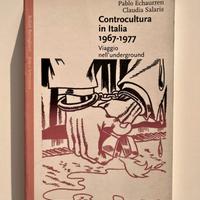 Pablo Echaurren
Claudia Salaris
Controcultura
in Italia
1967-1977
Viaggio
nell'underground